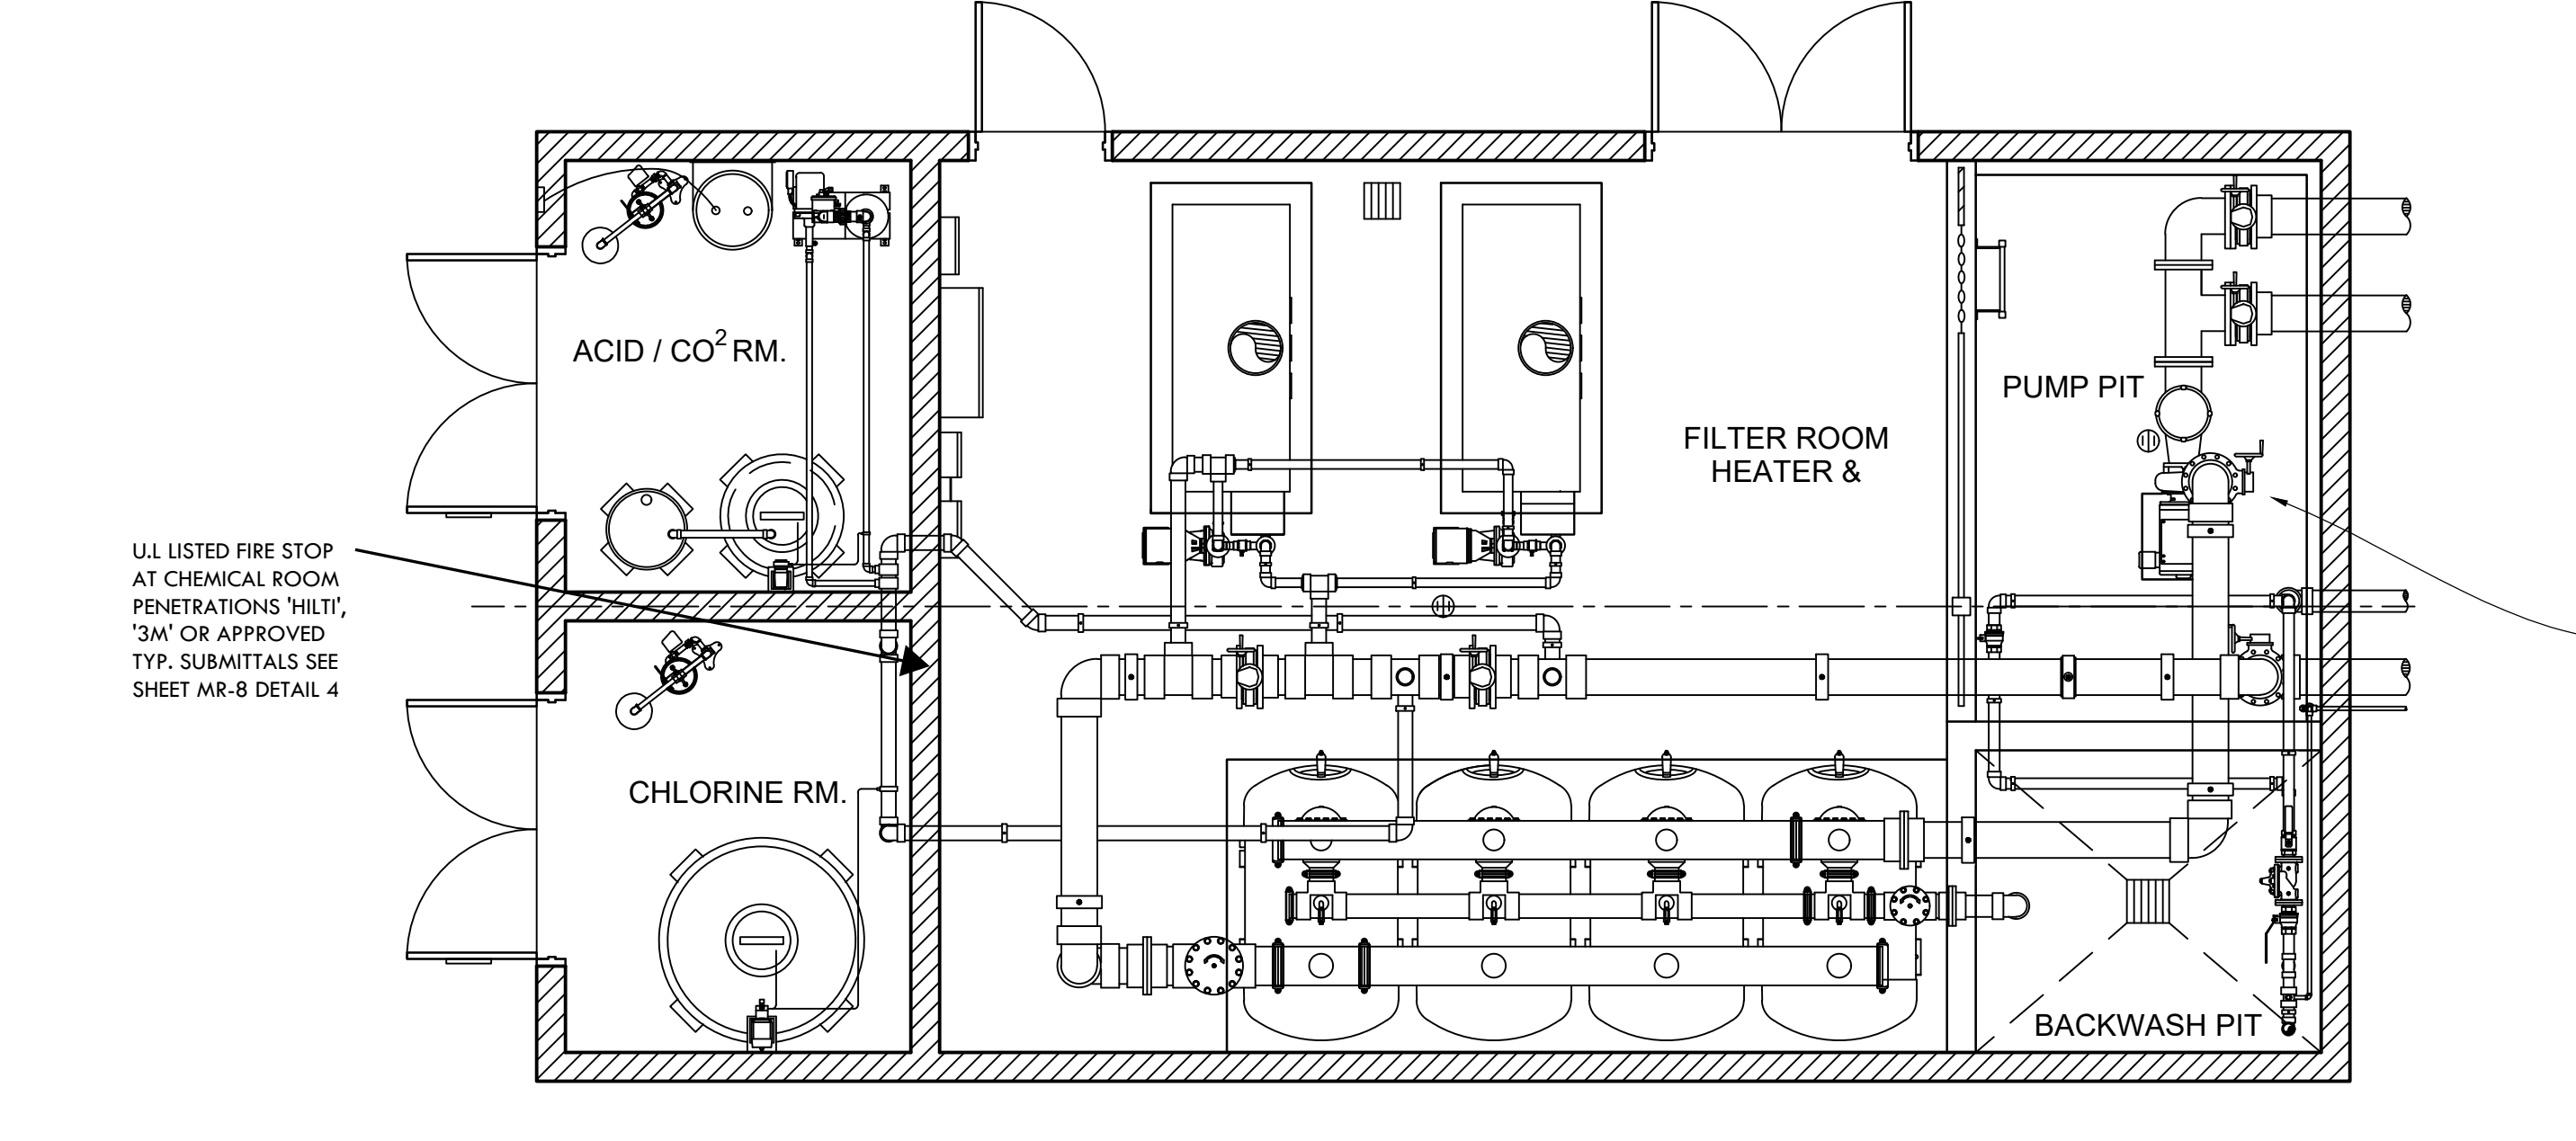 ACID / CO2 RM.
PUMP PIT
FILTER ROOM
HEATER &
U.L LISTED FIRE STOP
AT CHEMICAL ROOM
PENETRATIONS 'HILTI',
'3M' OR APPROVED
TYP. SUBMITTALS SEE
SHEET MR-8 DETAIL 4
CHLORINE RM.
BACKWASH PIT